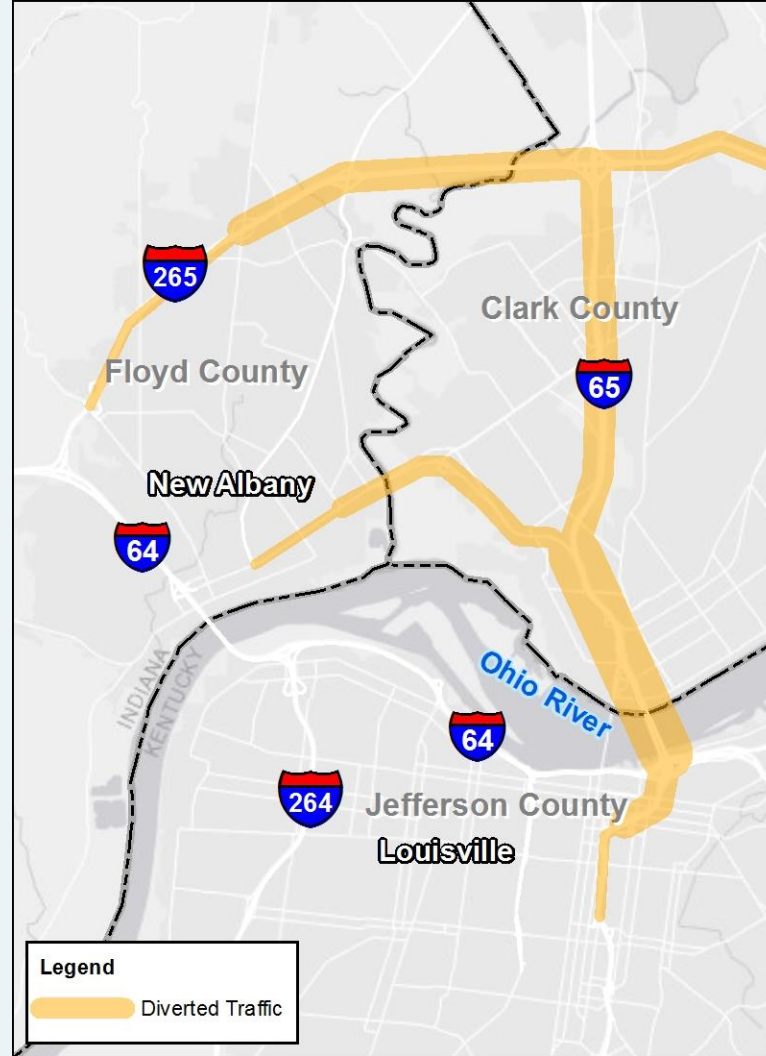 265
Clark County
Floyd County
65
New Albany
64
INDIANA
KENTUCKY
Ohio River
64
264
Jefferson County
Louisville
Legend
Diverted Traffic